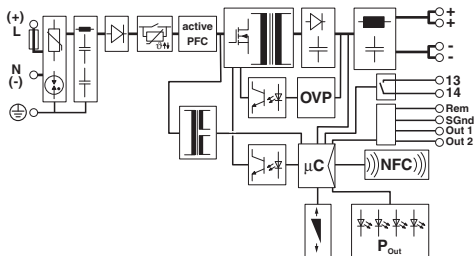 (+)
L
N
(-)
ϑ
active
PFC
OVP
+
+
-
-
13
14
Rem
SGnd
Out 1
Out 2
µC
NFC
P Out